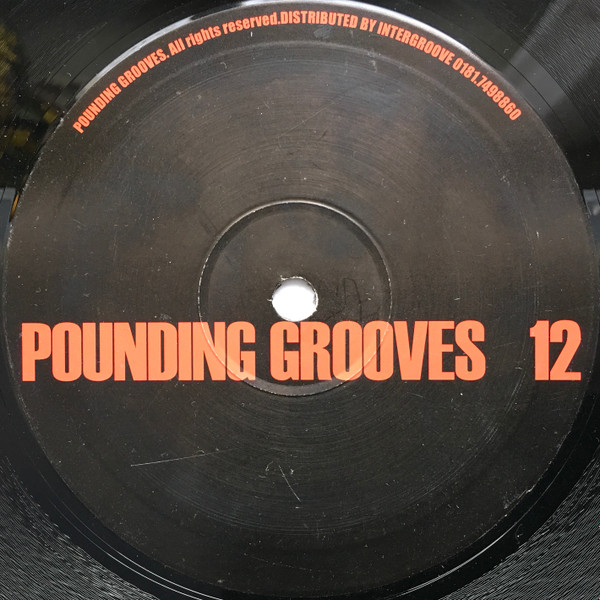 POUNDING GROOVES. All rights reserved.DISTRIBUTED BY INTERGROOVE 0181.7498860
POUNDING GROOVES 12